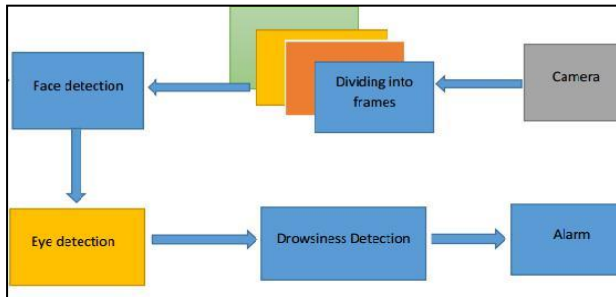 Face detection
Dividing into
frames
Camera
Eye detection
Drowsiness Detection
Alarm